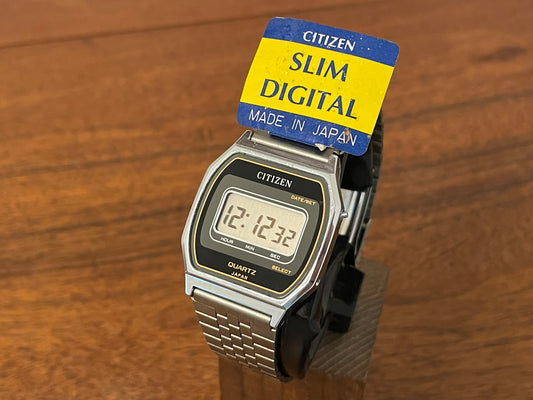 CITIZEN
SLIM
DIGITAL
MADE IN JAPAN
CITIZEN
DATE/SET
12:12 32
HOUR MIN SEC
SELECT
QUARTZ
JAPAN